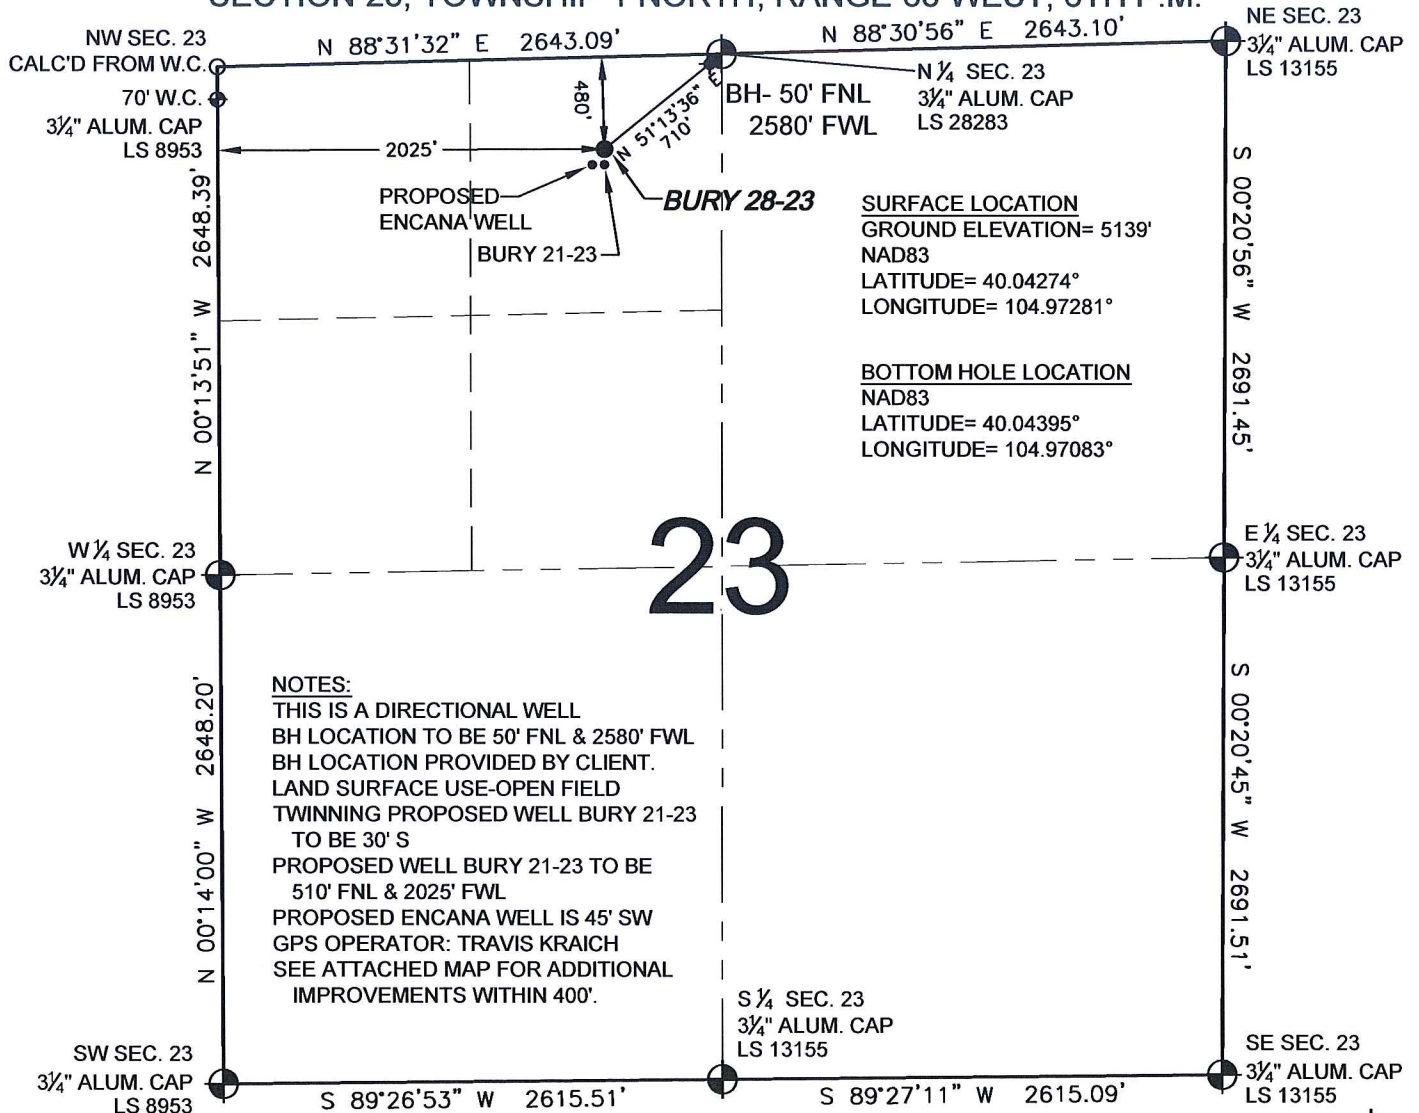 N 88°31'32" E 2643.09'
N 88°30'56" E 2643.10'
NW SEC. 23
CALC'D FROM W.C.
70' W.C.
3¼" ALUM. CAP
LS 8953
NE SEC. 23
3¼" ALUM. CAP
LS 13155
N ¼ SEC. 23
3¼" ALUM. CAP
LS 28283
BH- 50' FNL
2580' FWL
480'
N 51°13'36" E
710'
2025'
PROPOSED
ENCANA WELL
BURY 28-23
BURY 21-23
N 00°13'51" W 2648.39'
S 00°20'56" W 2691.45'
SURFACE LOCATION
GROUND ELEVATION= 5139'
NAD83
LATITUDE= 40.04274°
LONGITUDE= 104.97281°
BOTTOM HOLE LOCATION
NAD83
LATITUDE= 40.04395°
LONGITUDE= 104.97083°
W ¼ SEC. 23
3¼" ALUM. CAP
LS 8953
23
E ¼ SEC. 23
3¼" ALUM. CAP
LS 13155
N 00°14'00" W 2648.20'
S 00°20'45" W 2691.51'
NOTES:
THIS IS A DIRECTIONAL WELL
BH LOCATION TO BE 50' FNL & 2580' FWL
BH LOCATION PROVIDED BY CLIENT.
LAND SURFACE USE-OPEN FIELD
TWINNING PROPOSED WELL BURY 21-23
TO BE 30' S
PROPOSED WELL BURY 21-23 TO BE
510' FNL & 2025' FWL
PROPOSED ENCANA WELL IS 45' SW
GPS OPERATOR: TRAVIS KRAICH
SEE ATTACHED MAP FOR ADDITIONAL
IMPROVEMENTS WITHIN 400'.
S ¼ SEC. 23
3¼" ALUM. CAP
LS 13155
SW SEC. 23
3¼" ALUM. CAP
LS 8953
SE SEC. 23
3¼" ALUM. CAP
LS 13155
S 89°26'53" W 2615.51'
S 89°27'11" W 2615.09'